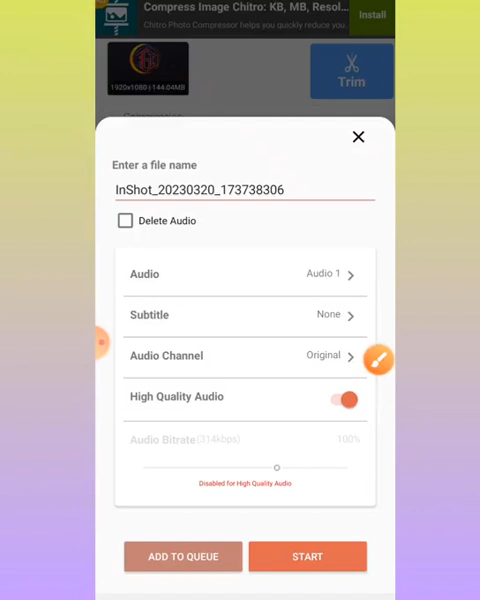 Compress Image Chitro: KB, MB, Resol..
Chitro Photo Compressor helps you quickly reduce you..
Install
1920x1080 | 144.04MB
Trim
Enter a file name
InShot_20230320_173738306
Delete Audio
Audio
Audio 1
Subtitle
None
Audio Channel
Original
High Quality Audio
Audio Bitrate (314kbps)
100%
Disabled for High Quality Audio
ADD TO QUEUE
START